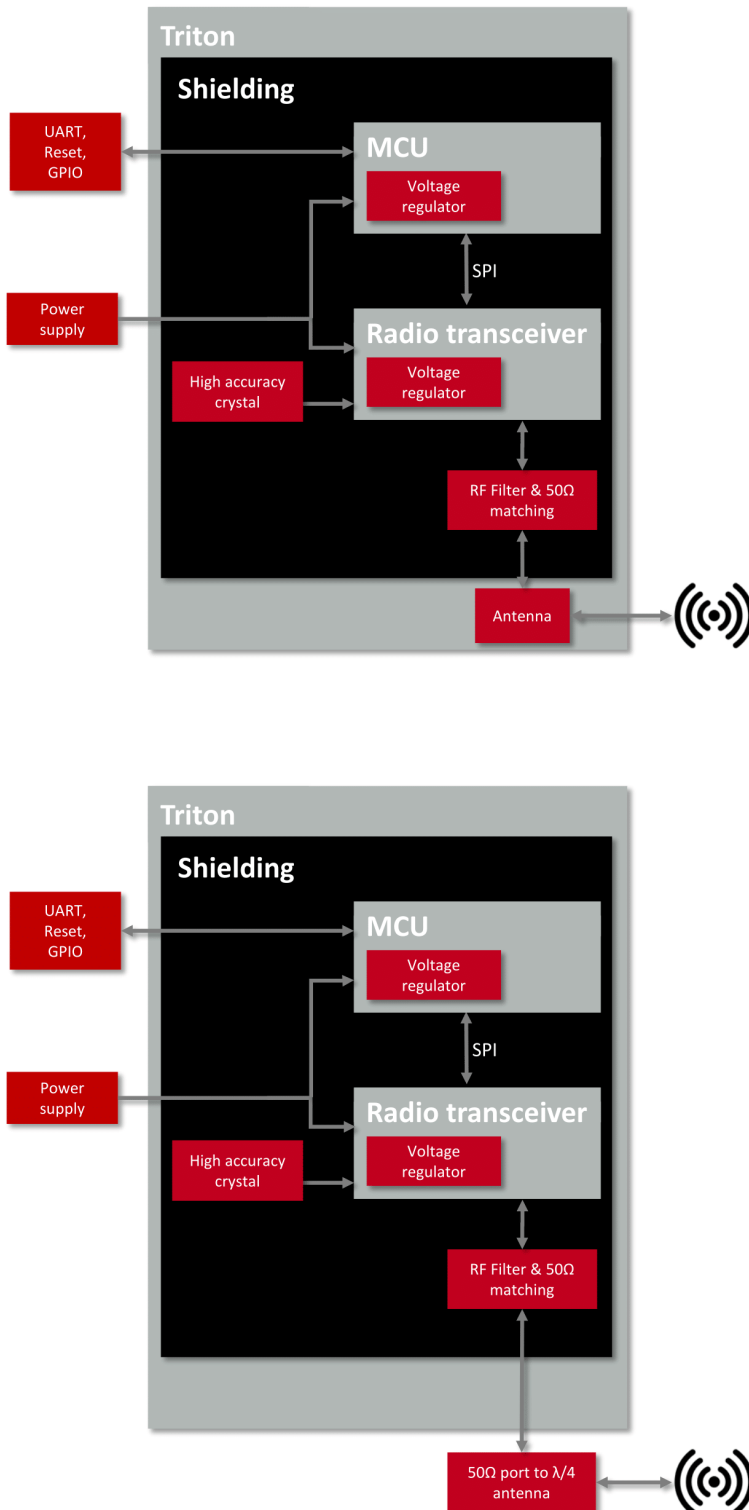 Triton
Shielding
UART,
Reset,
GPIO
MCU
Voltage
regulator
SPI
Power
supply
Radio transceiver
Voltage
regulator
High accuracy
crystal
RF Filter & 50Ω
matching
Antenna
Triton
Shielding
UART,
Reset,
GPIO
MCU
Voltage
regulator
SPI
Power
supply
Radio transceiver
Voltage
regulator
High accuracy
crystal
RF Filter & 50Ω
matching
50Ω port to λ/4
antenna